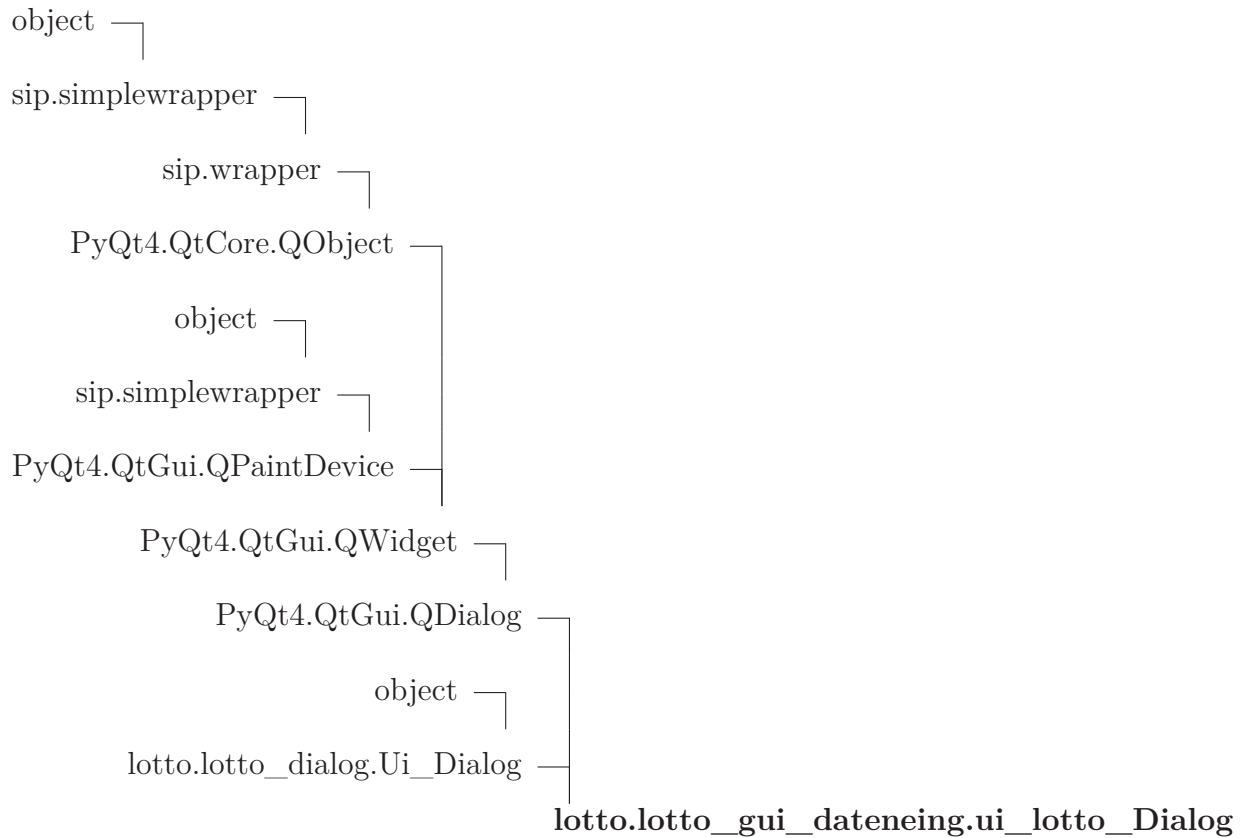 object
sip.simplewrapper
sip.wrapper
PyQt4.QtCore.QObject
object
sip.simplewrapper
PyQt4.QtGui.QPaintDevice
PyQt4.QtGui.QWidget
PyQt4.QtGui.QDialog
object
lotto.lotto_dialog.Ui_Dialog
lotto.lotto_gui_dateneing.ui_lotto_Dialog